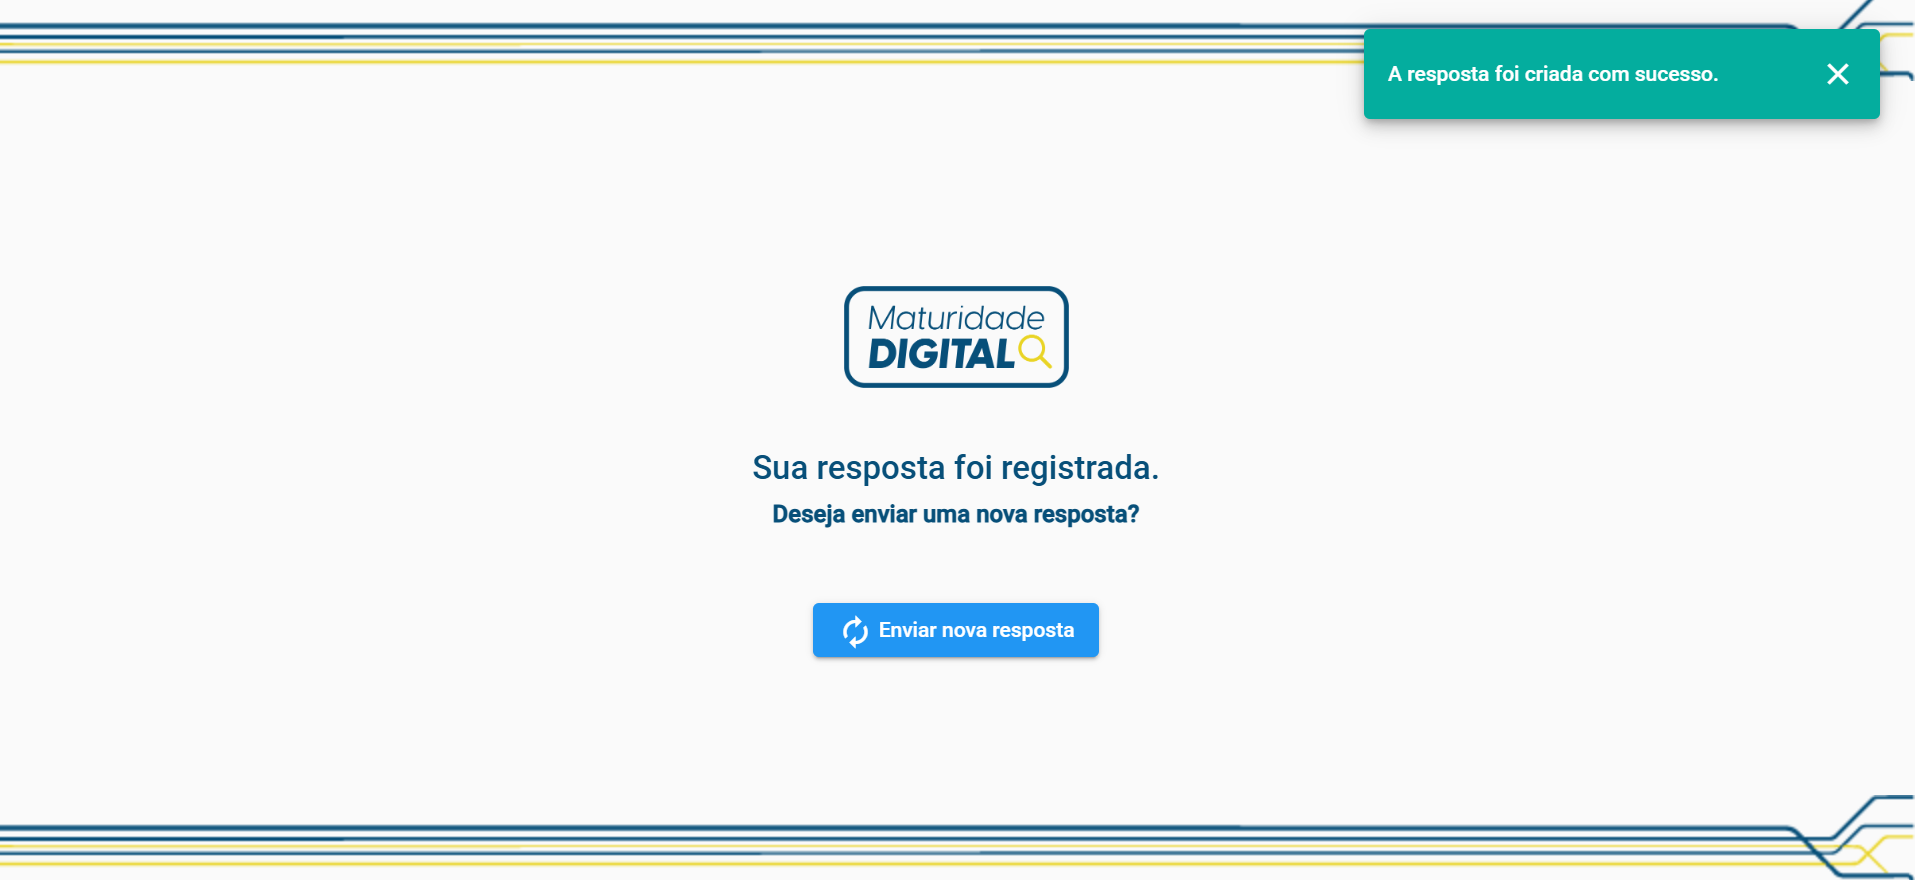 A resposta foi criada com sucesso.
Maturidade
DIGITAL
Sua resposta foi registrada.
Deseja enviar uma nova resposta?
Enviar nova resposta